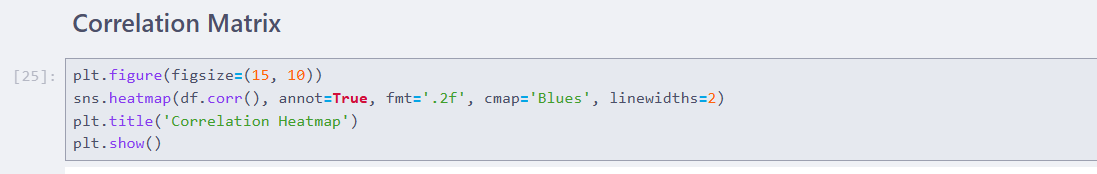 Correlation Matrix
[25]: plt.figure(figsize=(15, 10))
sns.heatmap(df.corr(), annot=True, fmt='.2f', cmap='Blues', linewidths=2)
plt.title('Correlation Heatmap')
plt.show()